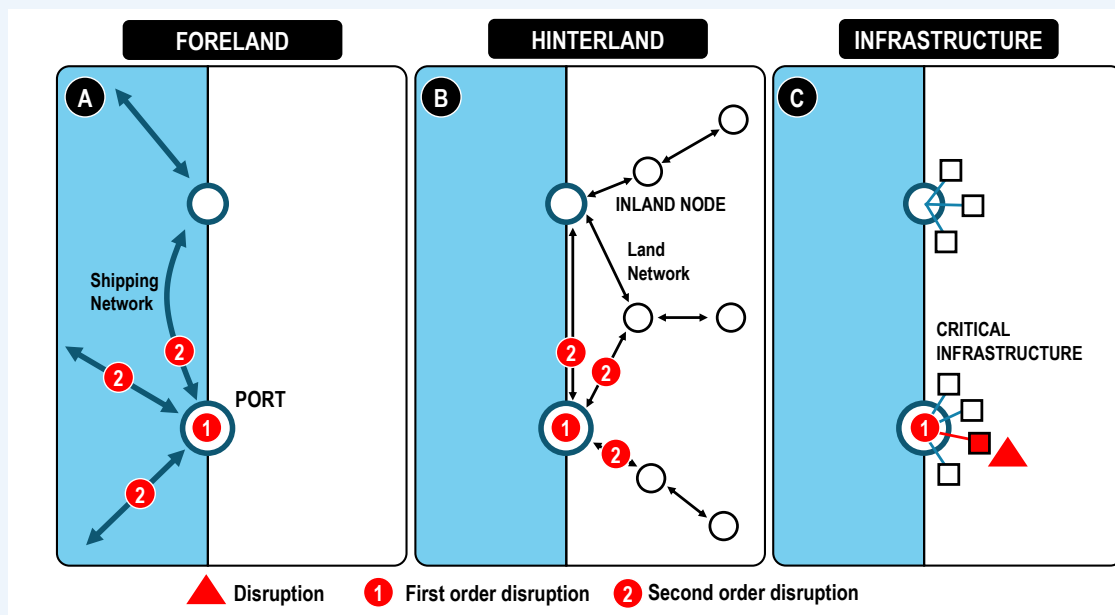 FORELAND
HINTERLAND
INFRASTRUCTURE
A
Shipping
Network
2
2
PORT
1
2
B
INLAND NODE
Land
Network
2
2
1
2
C
CRITICAL
INFRASTRUCTURE
1
Disruption
1 First order disruption
2 Second order disruption